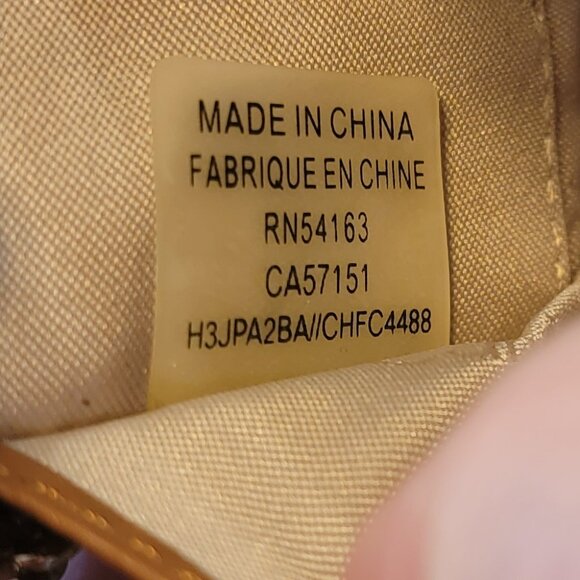 MADE IN CHINA
FABRIQUE EN CHINE
RN54163
CA57151
H3JPA2BA//CHFC4488